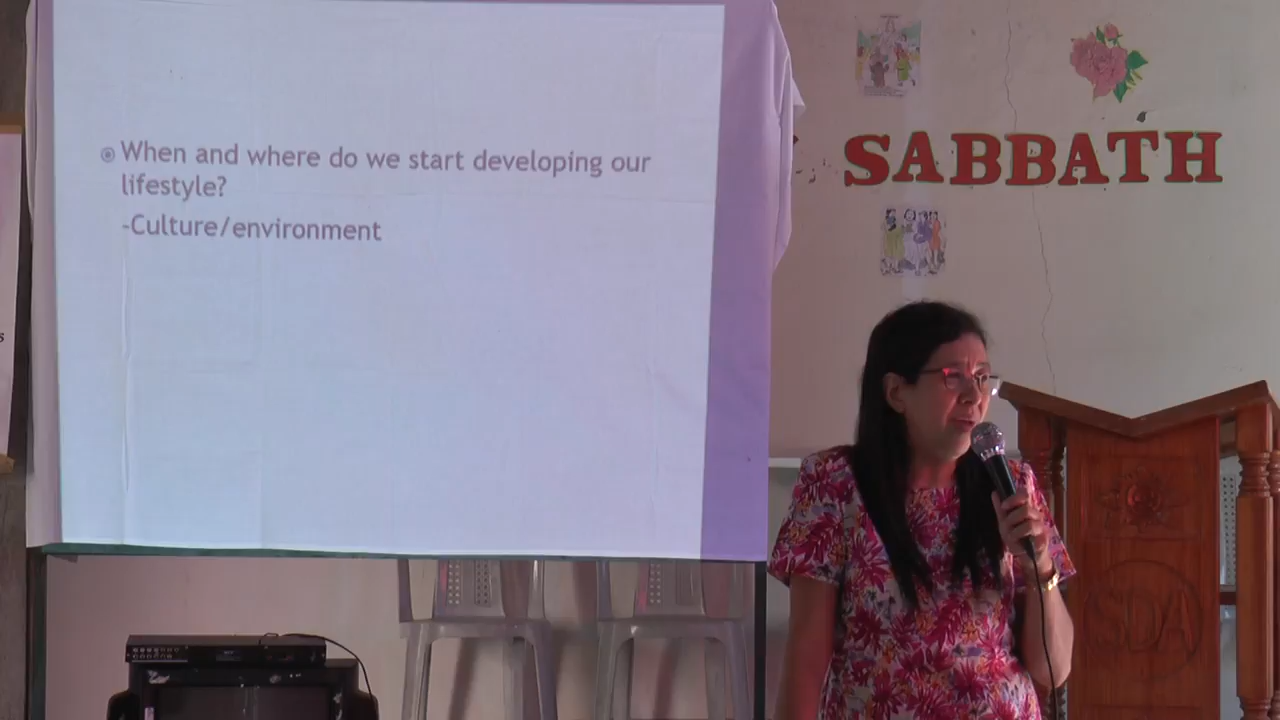 When and where do we start developing our
lifestyle?
-Culture/environment
SABBATH
SDA